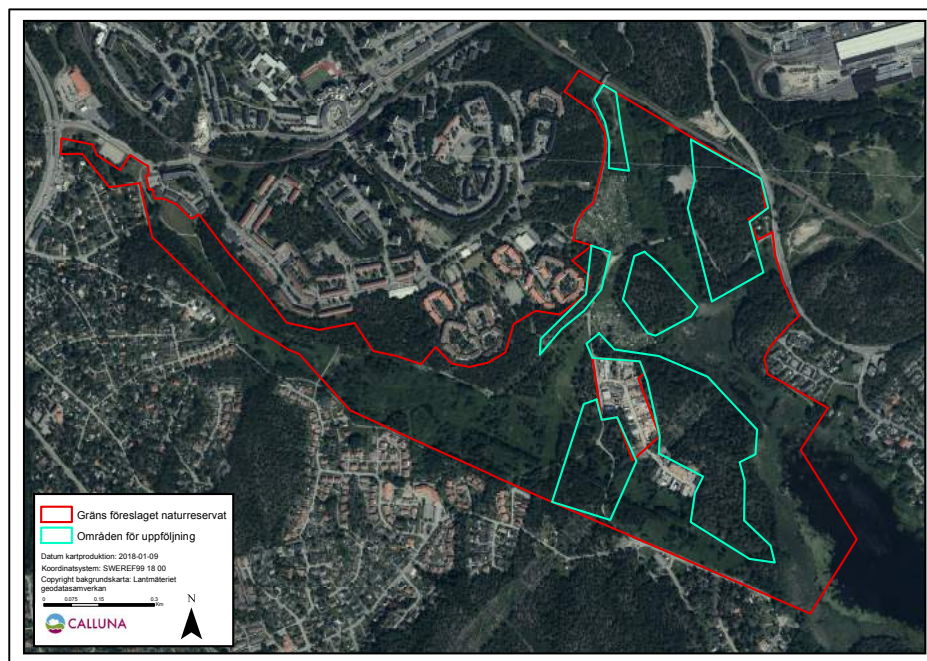 Gräns föreslaget naturreservat
Områden för uppföljning
Datum kartproduktion: 2018-01-09
Koordinatsystem: SWEREF99 18 00
Copyright bakgrundskarta: Lantmäteriet
geodatasamverkan
0 0.075 0.15 0.3
Km
N
CALLUNA